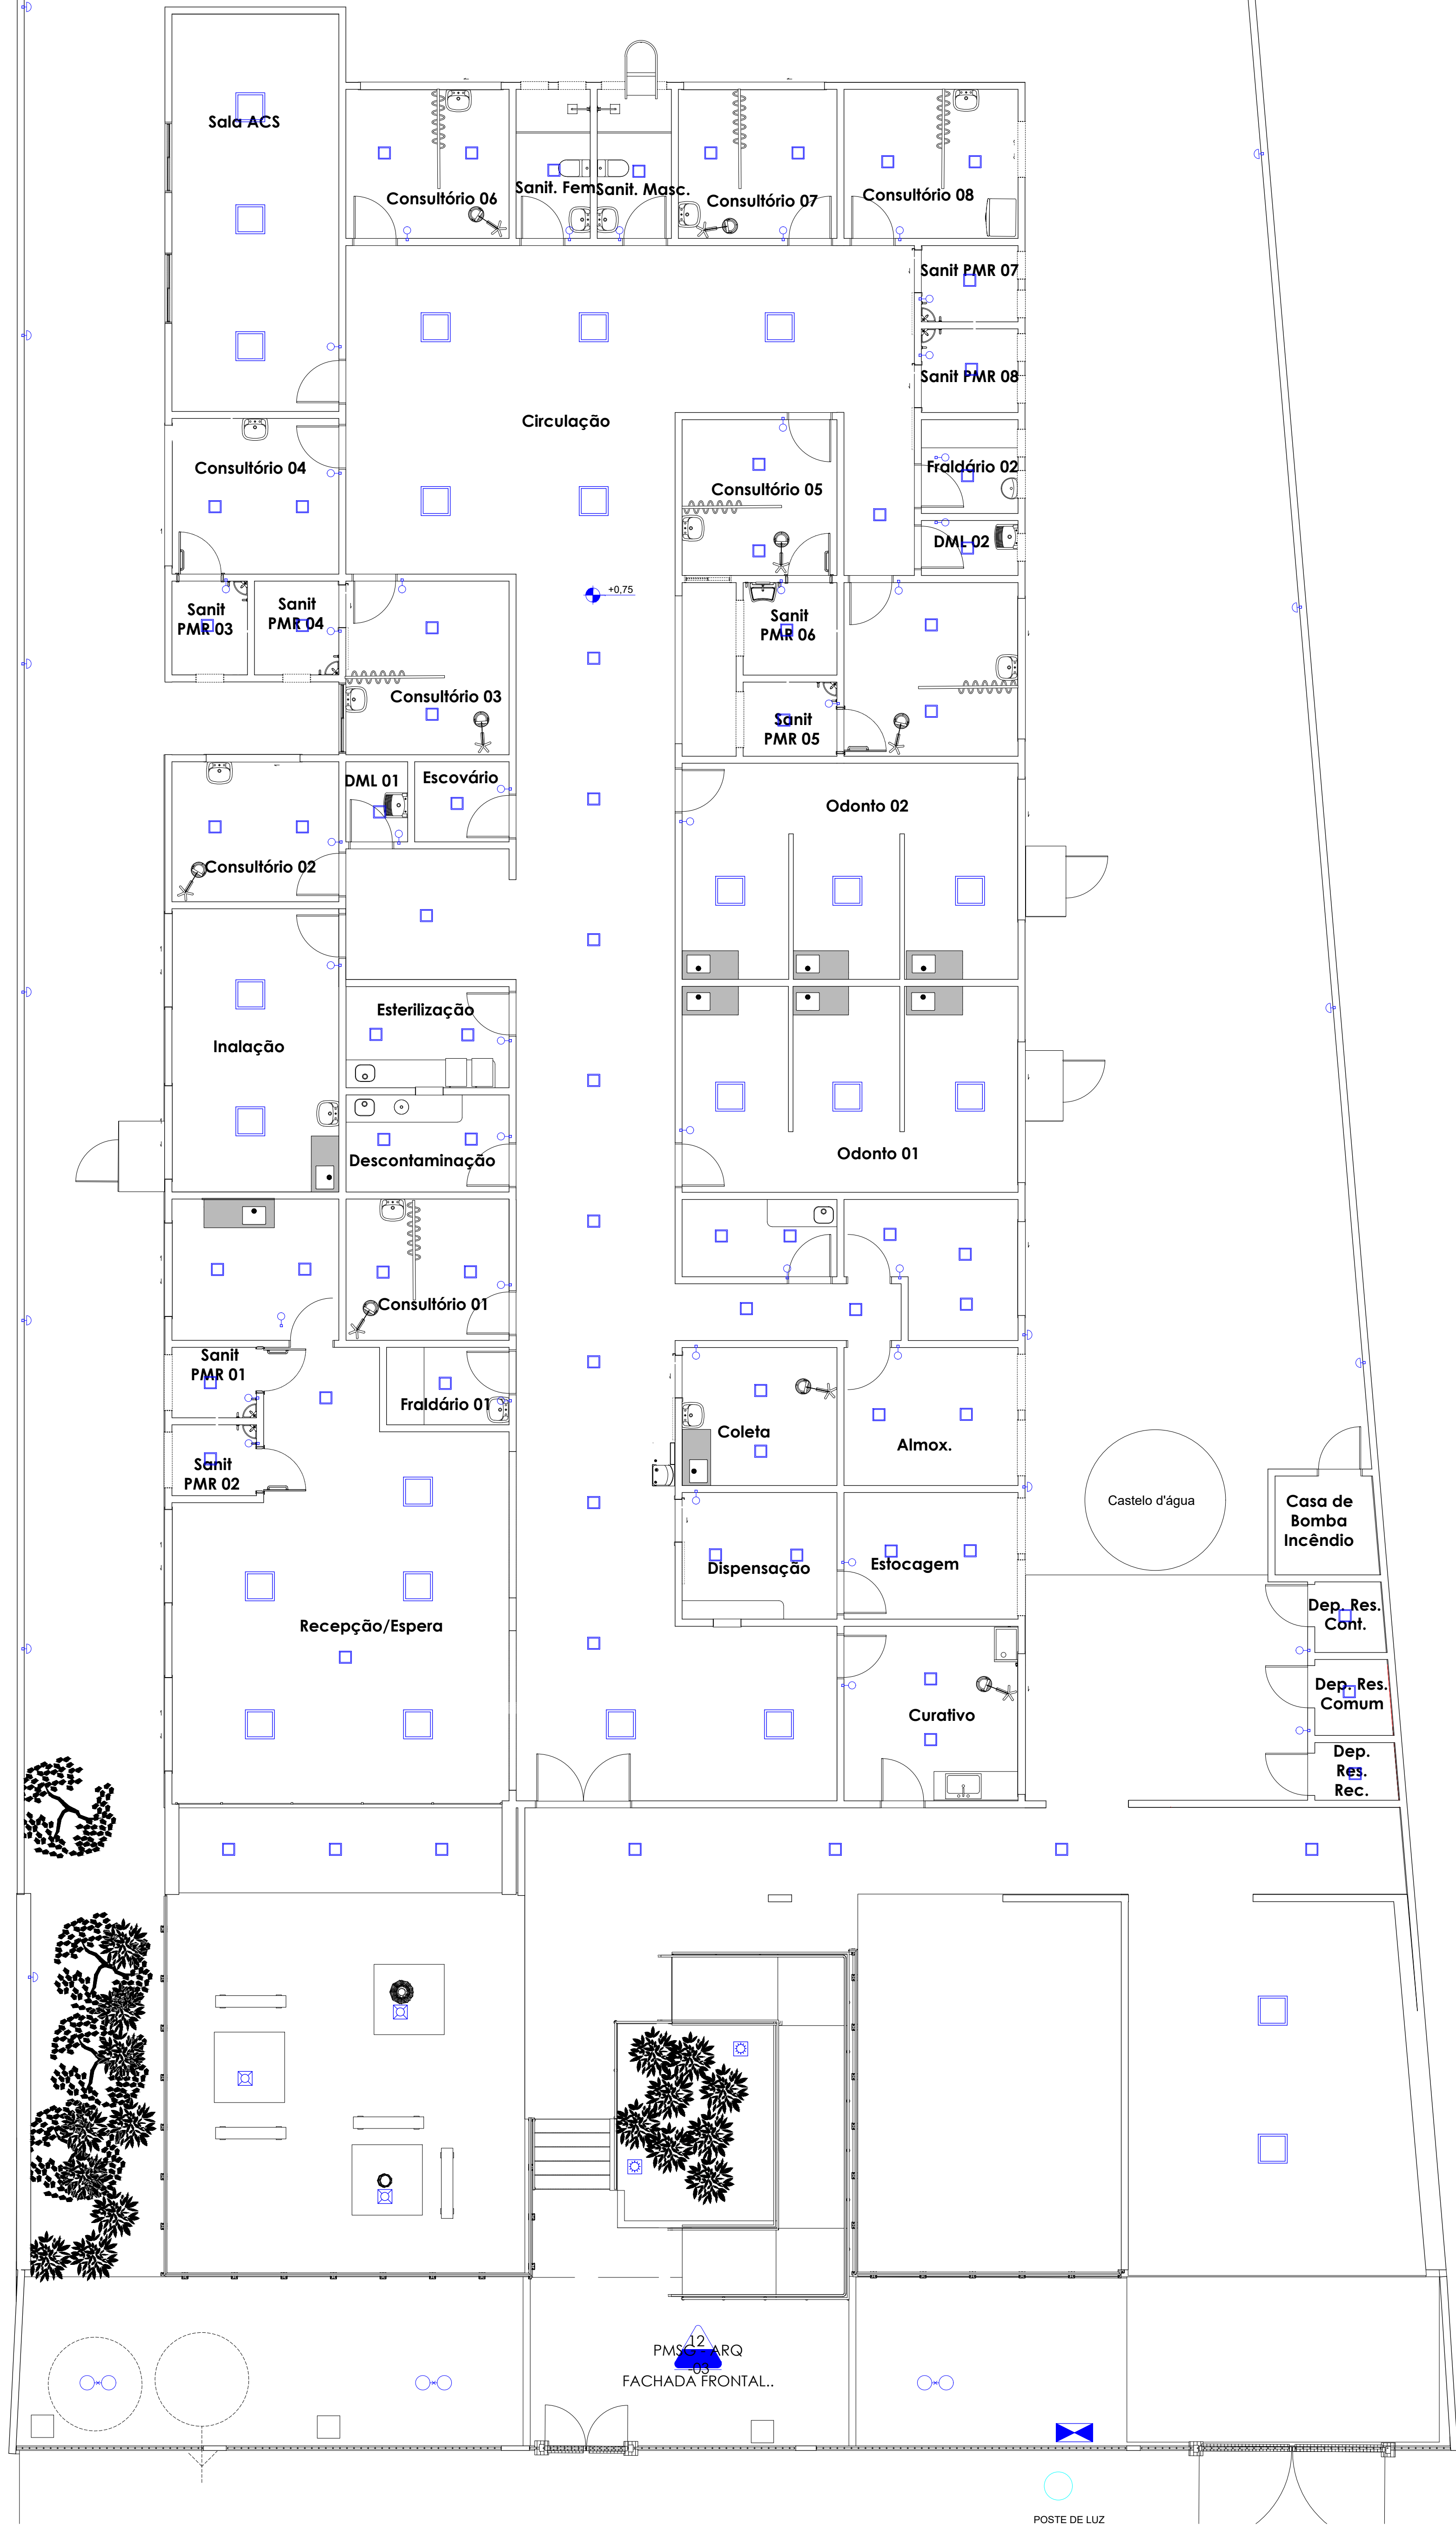 Sala ACS
Consultório 06
Sanit. Fem
Sanit. Masc.
Consultório 07
Consultório 08
Sanit PMR 07
Sanit PMR 08
Circulação
Consultório 04
Consultório 05
Fraldário 02
DML 02
+0,75
Sanit
PMR 03
Sanit
PMR 04
Sanit
PMR 06
Consultório 03
Sanit
PMR 05
DML 01
Escovário
Odonto 02
Consultório 02
Esterilização
Inalação
Odonto 01
Descontaminação
Consultório 01
Sanit
PMR 01
Fraldário 01
Coleta
Almox.
Sanit
PMR 02
Castelo d'água
Casa de
Bomba
Incêndio
Dispensação
Estocagem
Recepção/Espera
Dep. Res.
Cont.
Dep. Res.
Comum
Curativo
Dep.
Res.
Rec.
12
PMSG - ARQ
-03
FACHADA FRONTAL..
POSTE DE LUZ